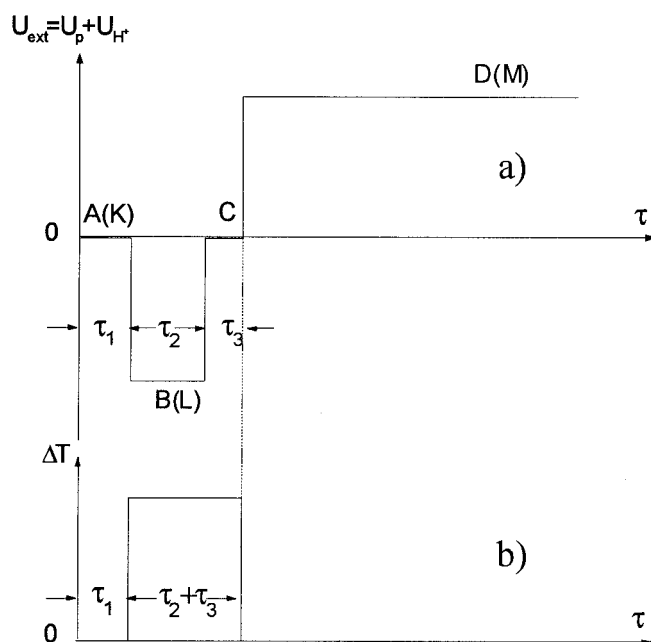 U_ext=U_p+U_H⁺
D(M)
a)
A(K) C
0 τ
τ₁ τ₂ τ₃
B(L)
ΔT
b)
τ₁ τ₂+τ₃
0 τ